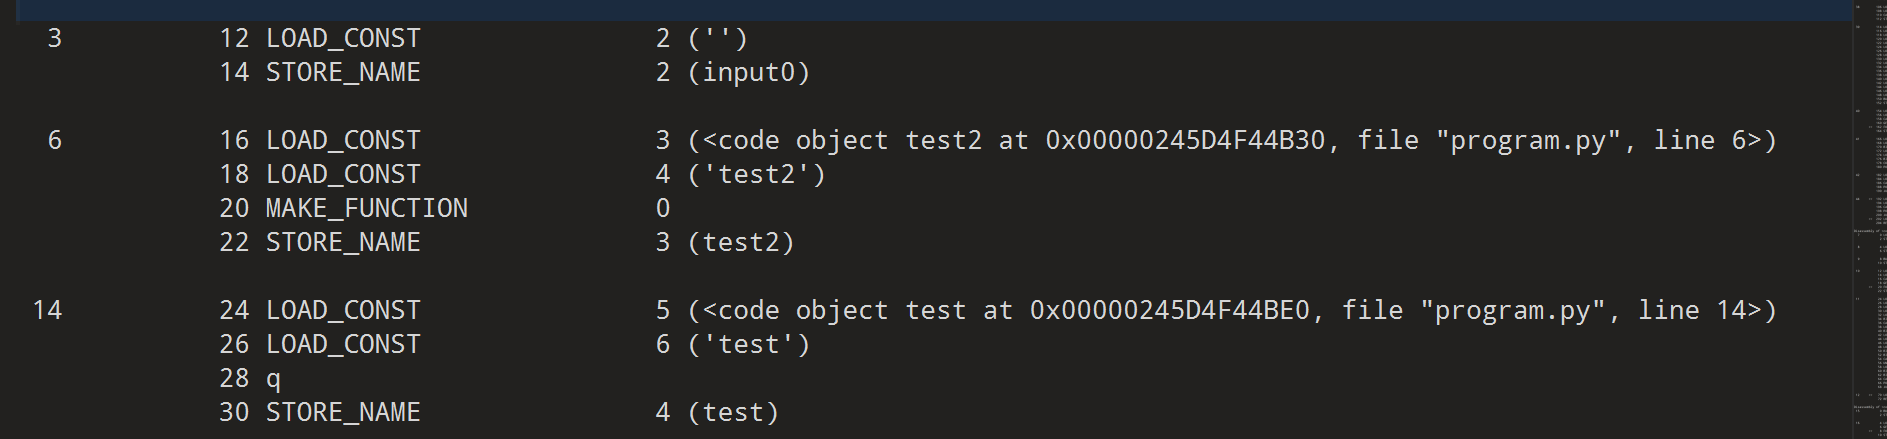 3 12 LOAD_CONST 2 ('')
14 STORE_NAME 2 (input0)
6 16 LOAD_CONST 3 (<code object test2 at 0x00000245D4F44B30, file "program.py", line 6>)
18 LOAD_CONST 4 ('test2')
20 MAKE_FUNCTION 0
22 STORE_NAME 3 (test2)
14 24 LOAD_CONST 5 (<code object test at 0x00000245D4F44BE0, file "program.py", line 14>)
26 LOAD_CONST 6 ('test')
28 q
30 STORE_NAME 4 (test)